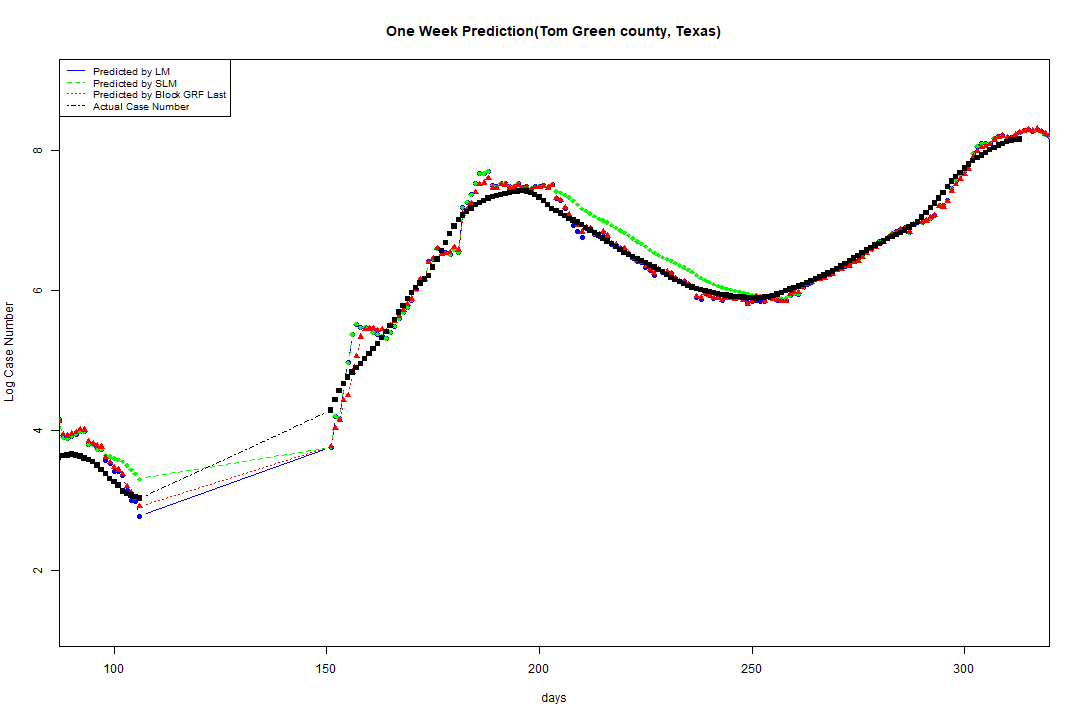 One Week Prediction(Tom Green county, Texas)
Predicted by LM
Predicted by SLM
Predicted by Block GRF Last
Actual Case Number
8
6
4
2
Log Case Number
100 150 200 250 300
days